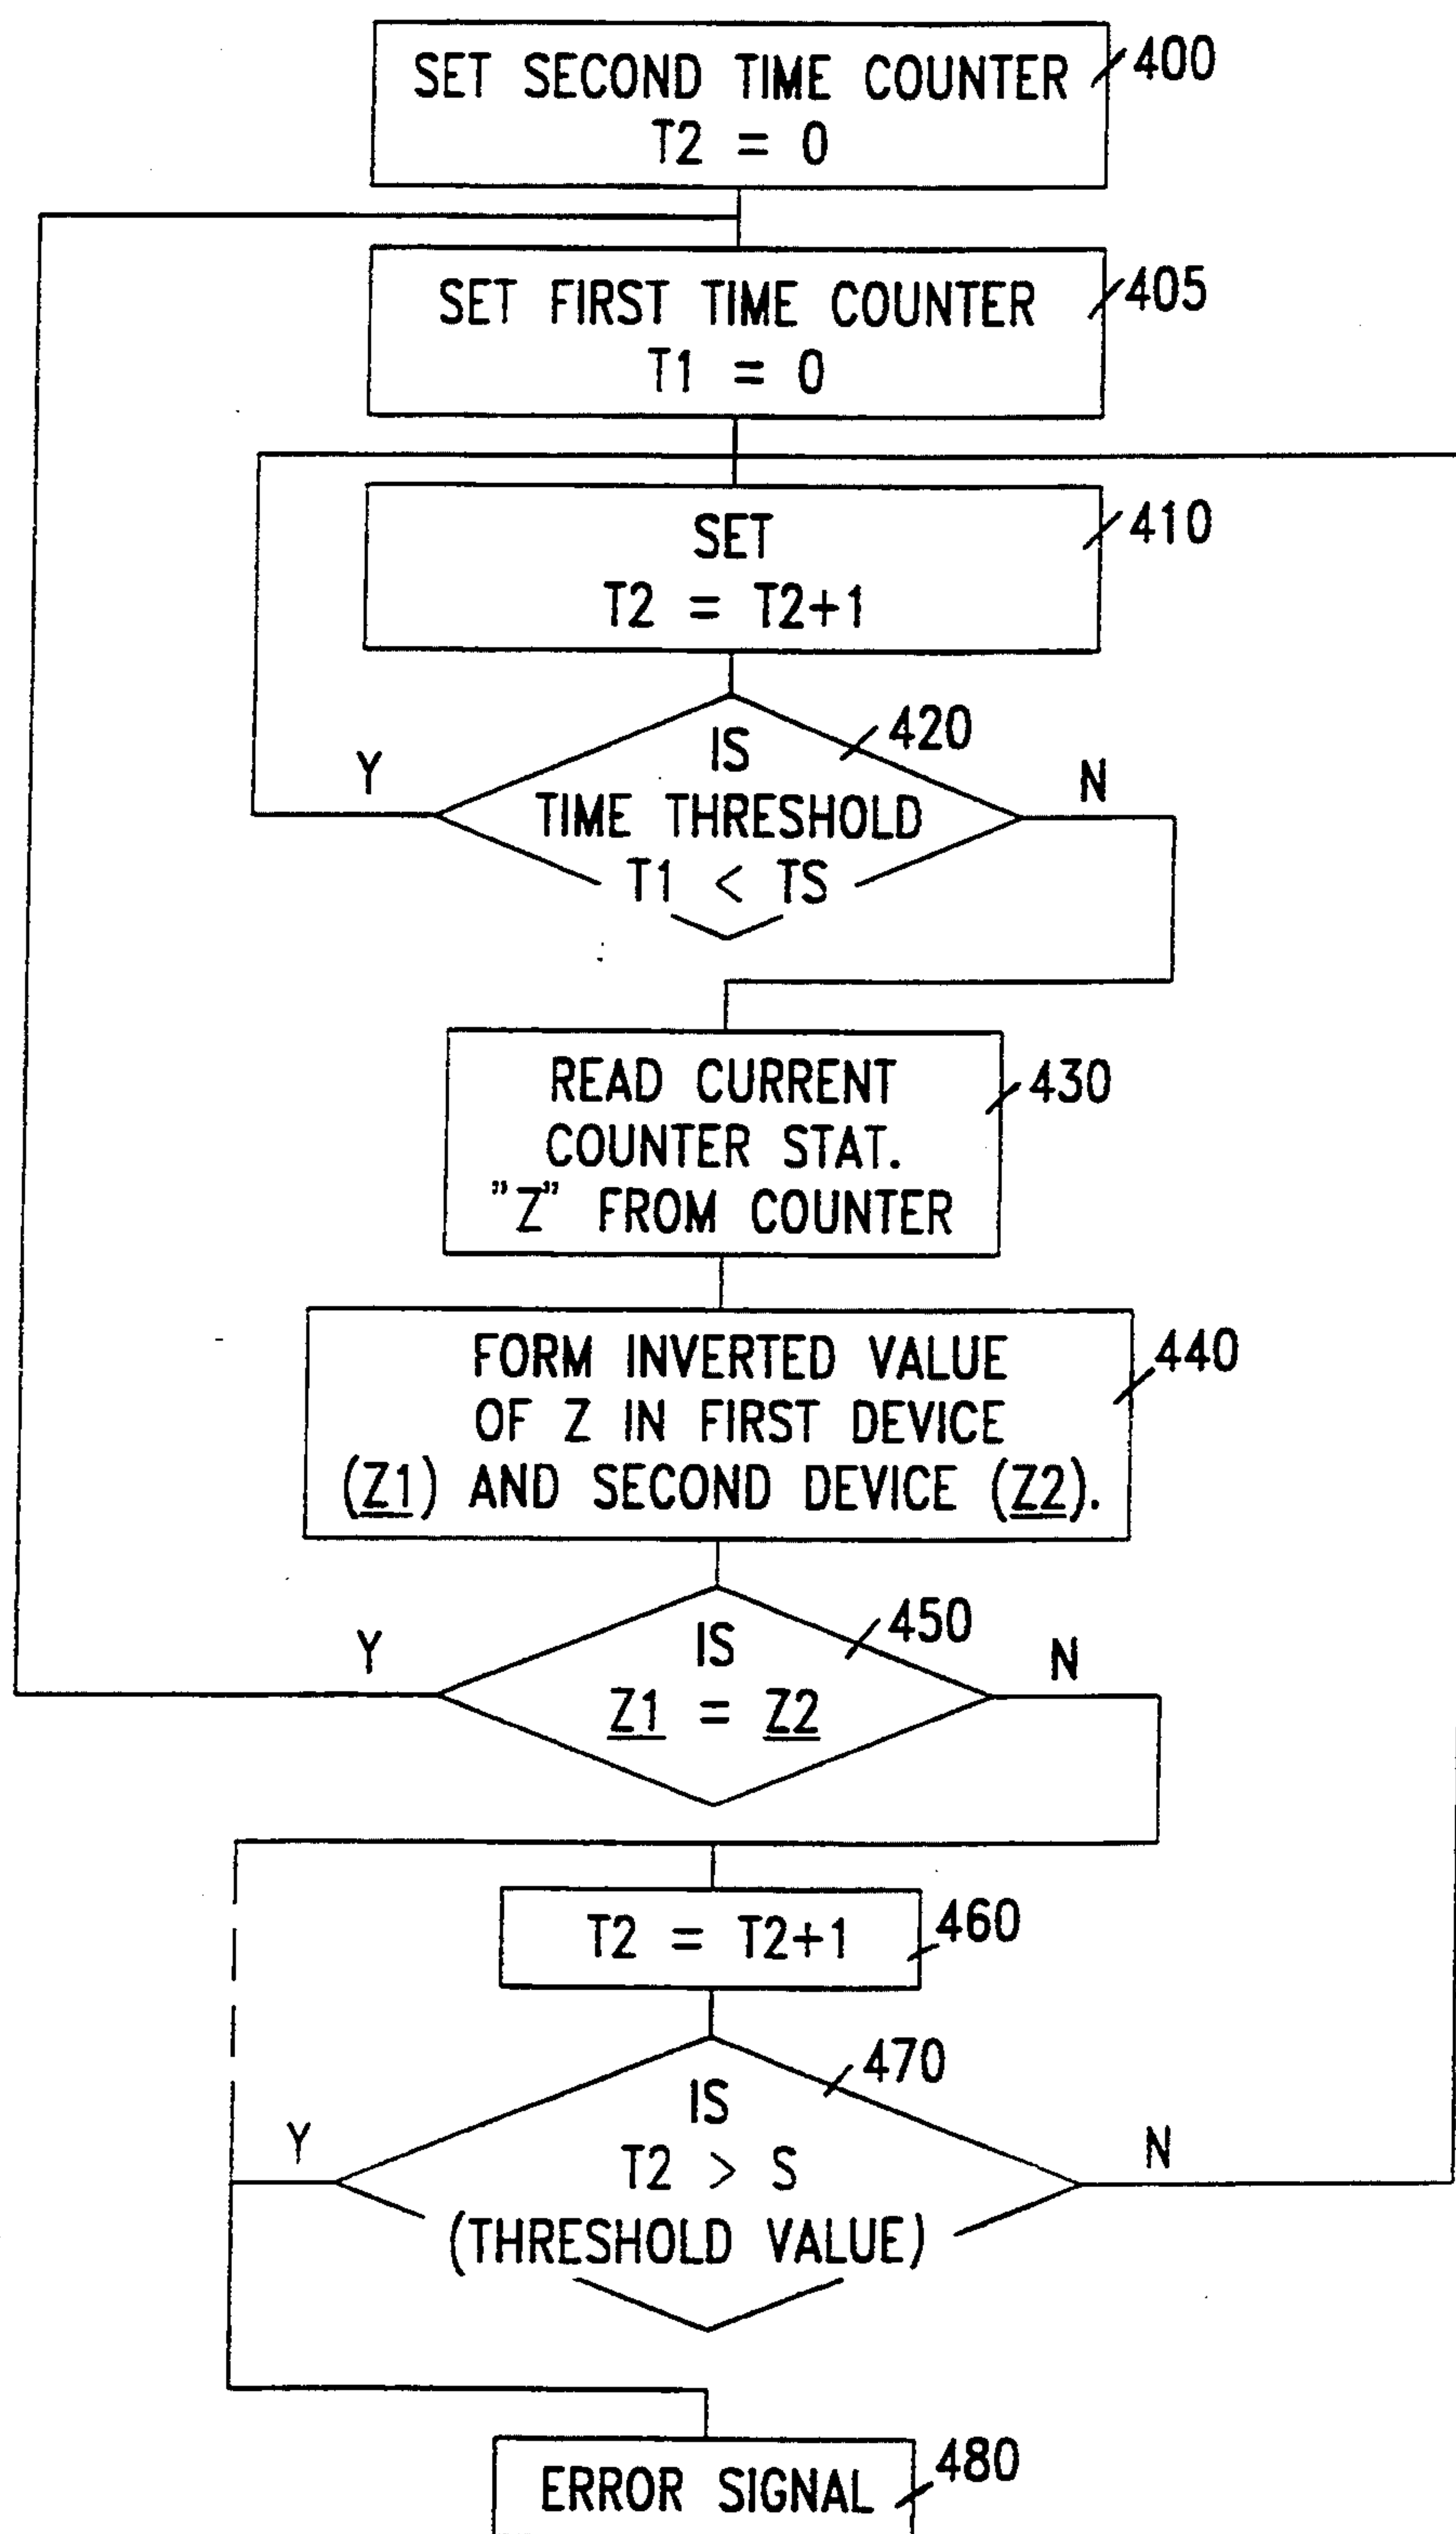 SET SECOND TIME COUNTER
T2 = 0
400
SET FIRST TIME COUNTER
T1 = 0
405
SET
T2 = T2+1
410
IS
TIME THRESHOLD
T1 < TS
420
Y
N
READ CURRENT
COUNTER STAT.
"Z" FROM COUNTER
430
FORM INVERTED VALUE
OF Z IN FIRST DEVICE
(Z1) AND SECOND DEVICE (Z2).
440
IS
Z1 = Z2
450
Y
N
T2 = T2+1
460
IS
T2 > S
(THRESHOLD VALUE)
470
Y
N
ERROR SIGNAL
480